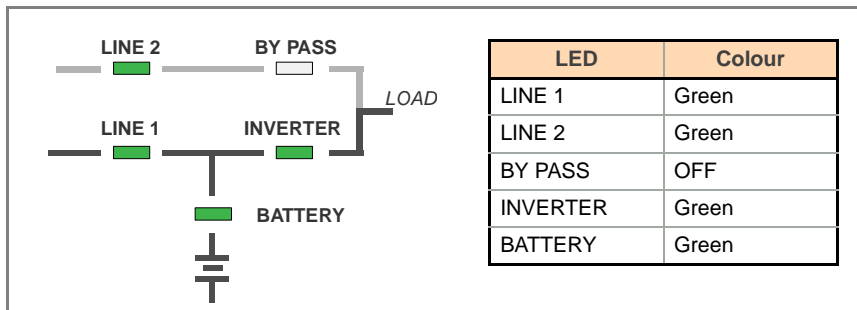 LINE 2 BY PASS
LOAD
LINE 1 INVERTER
BATTERY
LED Colour
LINE 1 Green
LINE 2 Green
BY PASS OFF
INVERTER Green
BATTERY Green